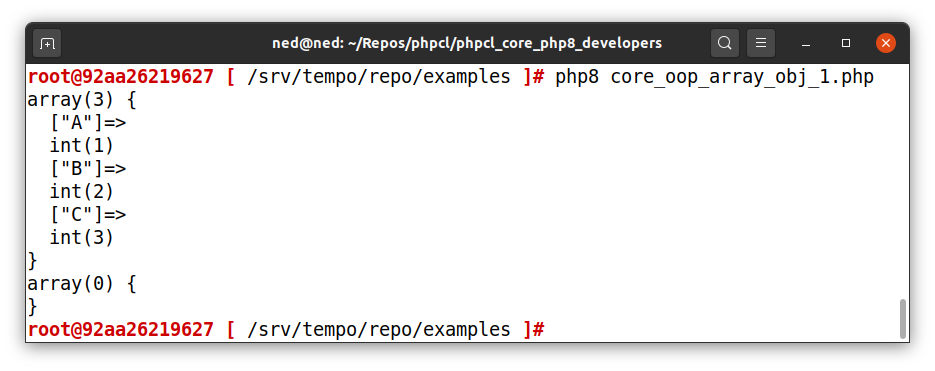 ned@ned: ~/Repos/phpcl/phpcl_core_php8_developers
root@92aa26219627 [ /srv/tempo/repo/examples ]# php8 core_oop_array_obj_1.php
array(3) {
  ["A"]=>
  int(1)
  ["B"]=>
  int(2)
  ["C"]=>
  int(3)
}
array(0) {
}
root@92aa26219627 [ /srv/tempo/repo/examples ]#